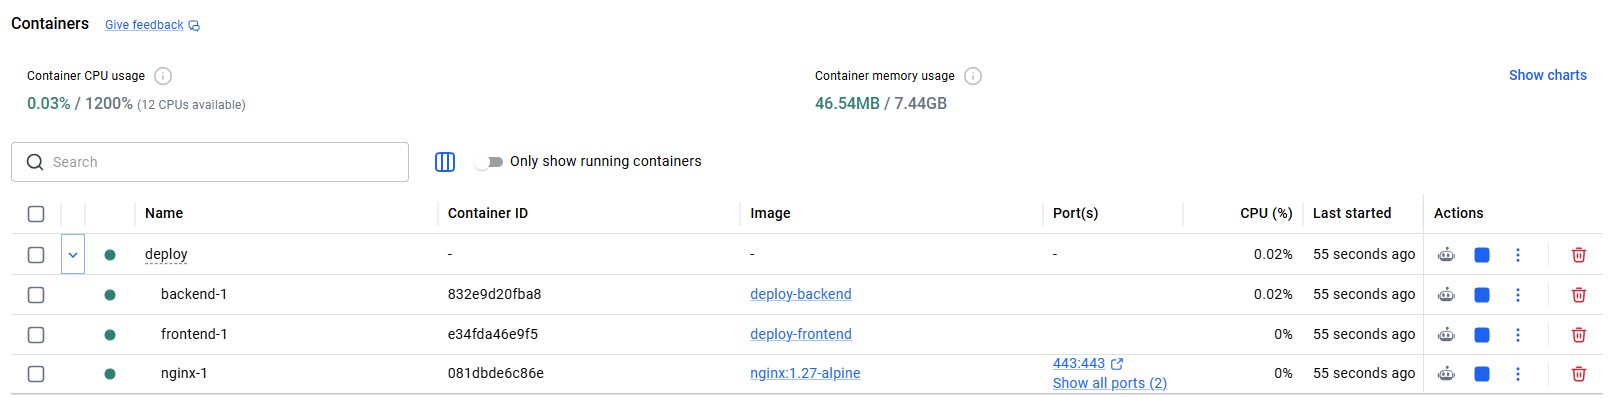 Containers Give feedback
Container CPU usage
0.03% / 1200% (12 CPUs available)
Container memory usage
46.54MB / 7.44GB
Show charts
Search
Only show running containers
Name Container ID Image Port(s) CPU (%) Last started Actions
deploy - - - 0.02% 55 seconds ago
backend-1 832e9d20fba8 deploy-backend 0.02% 55 seconds ago
frontend-1 e34fda46e9f5 deploy-frontend 0% 55 seconds ago
nginx-1 081dbde6c86e nginx:1.27-alpine 443:443 0% 55 seconds ago
Show all ports (2)